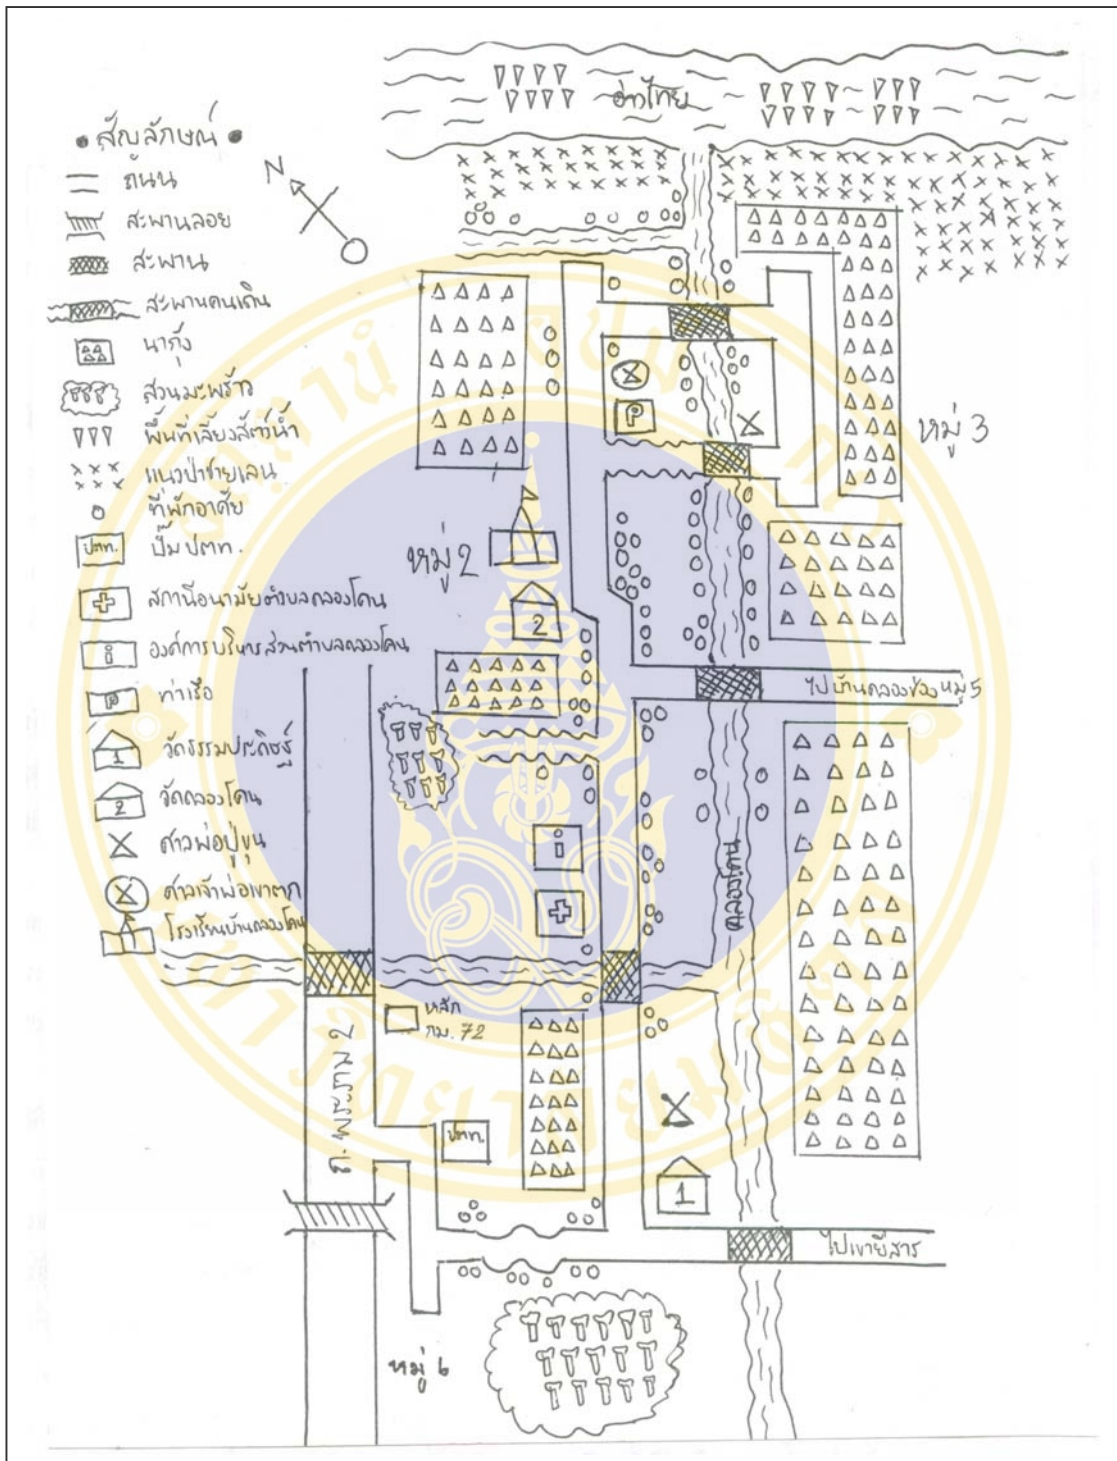 • สัญลักษณ์ •
ถนน
สะพานลอย
สะพาน
สะพานคนเดิน
นากุ้ง
สวนมะพร้าว
พื้นที่เลี้ยงสัตว์น้ำ
แนวป่าชายเลน
ที่พักอาศัย
ปตท. ปั๊ม ปตท.
สถานีอนามัยตำบลคลองโคน
i องค์การบริหารส่วนตำบลคลองโคน
P ท่าเรือ
1 วัดธรรมประดิษฐ์
2 วัดคลองโคน
ศาลพ่อปู่ขุน
ศาลเจ้าพ่อเขาตก
โรงเรียนบ้านคลองโคน
N
อ่าวไทย
P
หมู่ 3
หมู่ 2
2
ไปบ้านคลองช่อง หมู่ 5
i
หลัก
กม. 72
ถ. พระราม 2
ปตท.
1
ไปเขายี่สาร
หมู่ 6